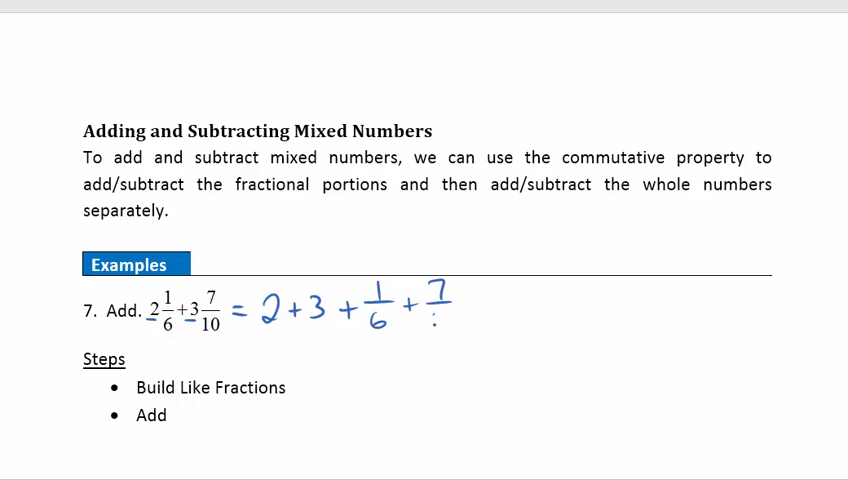 Adding and Subtracting Mixed Numbers
To add and subtract mixed numbers, we can use the commutative property to
add/subtract the fractional portions and then add/subtract the whole numbers
separately.
Examples
7. Add. 2 1/6 + 3 7/10 = 2 + 3 + 1/6 + 7/
Steps
• Build Like Fractions
• Add